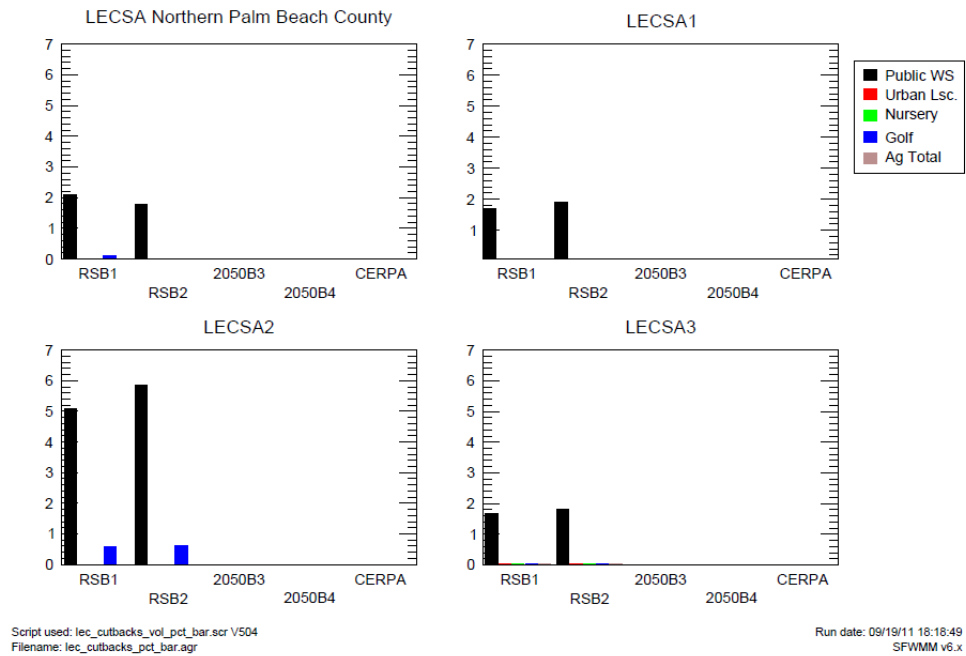 LECSA Northern Palm Beach County
7
6
5
4
3
2
1
0
RSB1 2050B3 CERPA
RSB2 2050B4
LECSA1
7
6
5
4
3
2
1
RSB1 2050B3 CERPA
RSB2 2050B4
Public WS
Urban Lsc.
Nursery
Golf
Ag Total
LECSA2
7
6
5
4
3
2
1
0
RSB1 2050B3 CERPA
RSB2 2050B4
LECSA3
7
6
5
4
3
2
1
0
RSB1 2050B3 CERPA
RSB2 2050B4
Script used: lec_cutbacks_vol_pct_bar.scr V504
Filename: lec_cutbacks_pct_bar.agr
Run date: 09/19/11 18:18:49
SFWMM v6.x